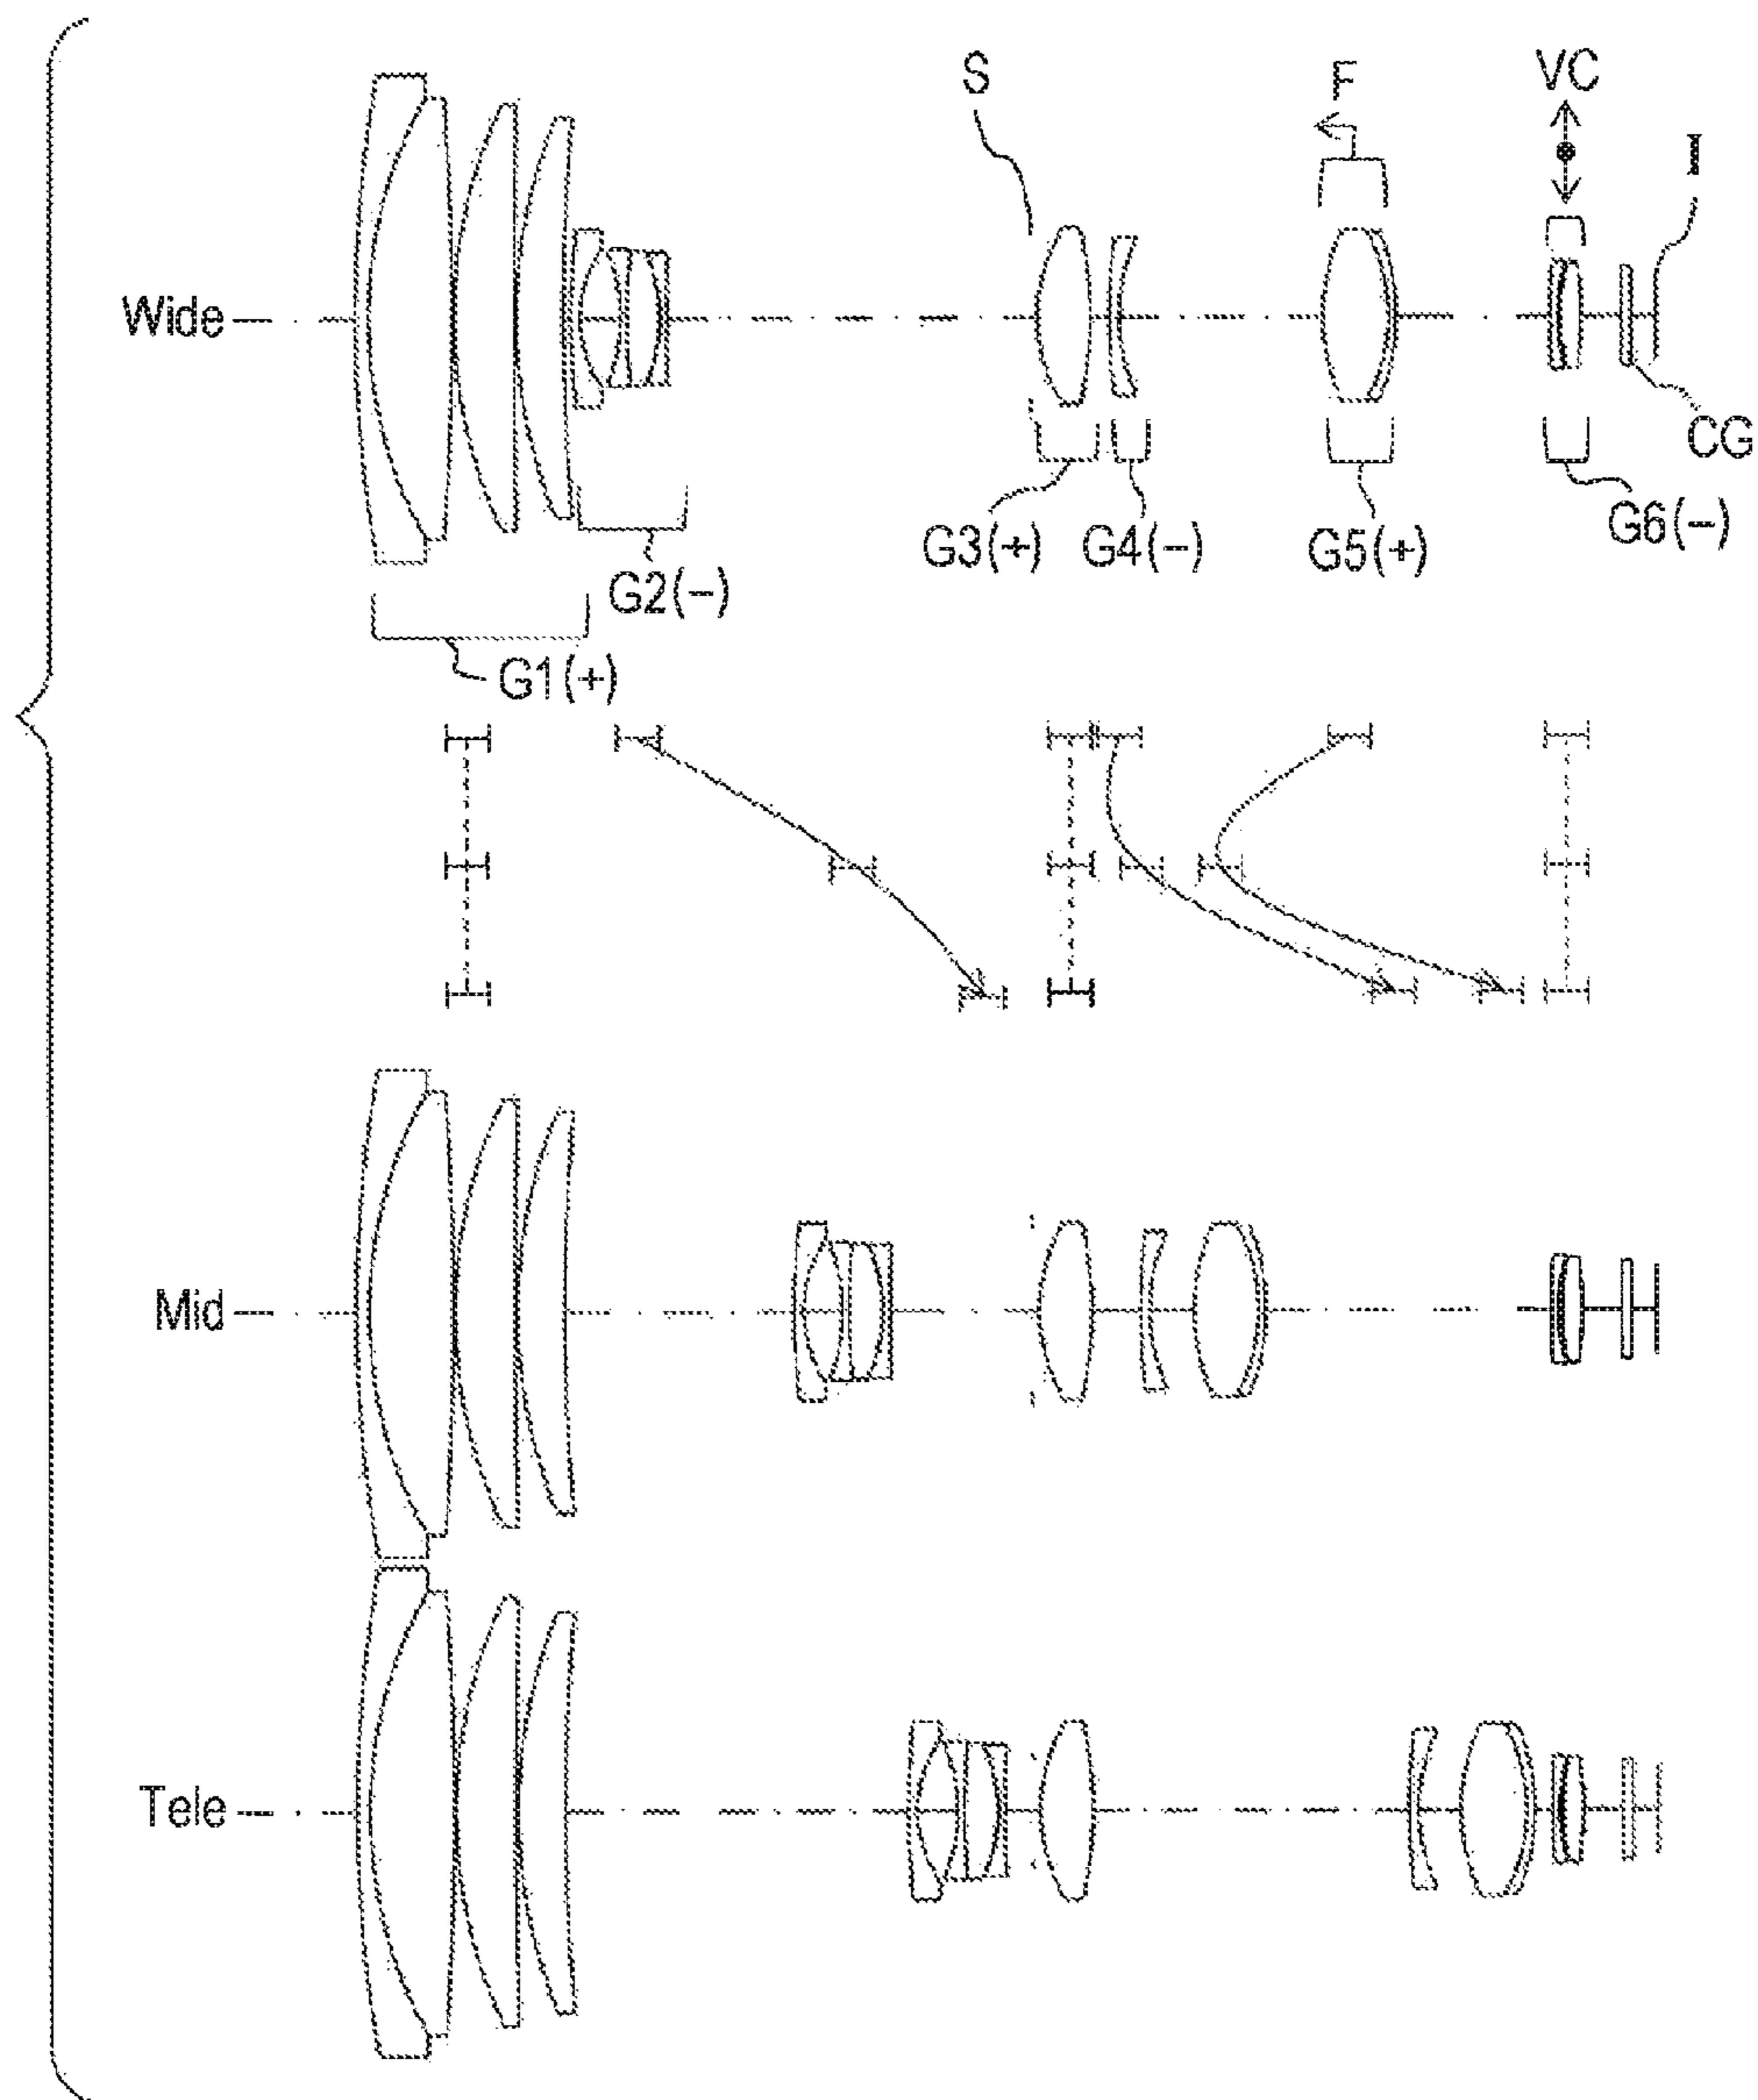 S
F
VC
I
Wide
CG
G3(+)
G4(-)
G5(+)
G6(-)
G2(-)
G1(+)
Mid
Tele